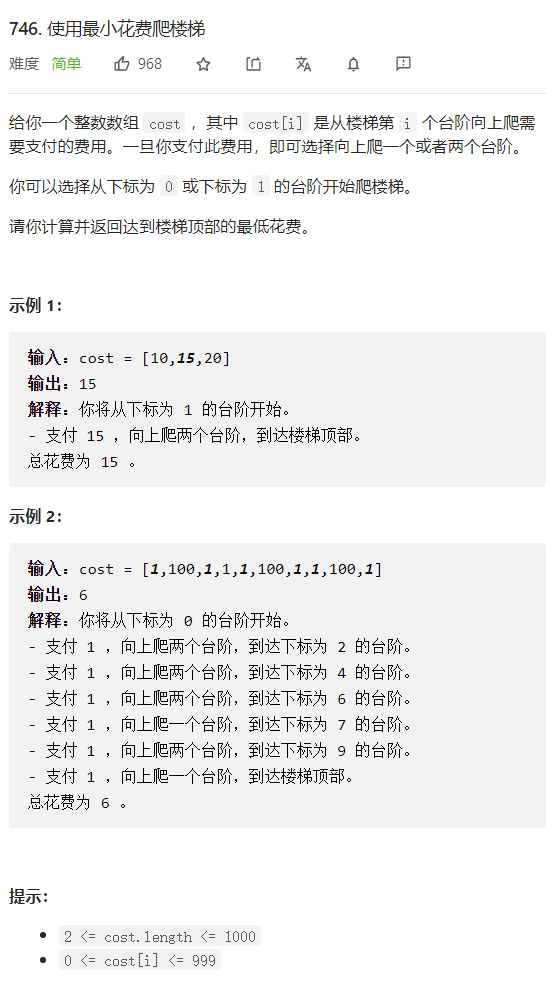 746. 使用最小花费爬楼梯
难度 简单 968
给你一个整数数组 cost ，其中 cost[i] 是从楼梯第 i 个台阶向上爬需
要支付的费用。一旦你支付此费用，即可选择向上爬一个或者两个台阶。
你可以选择从下标为 0 或下标为 1 的台阶开始爬楼梯。
请你计算并返回达到楼梯顶部的最低花费。
示例 1：
输入：cost = [10,15,20]
输出：15
解释：你将从下标为 1 的台阶开始。
- 支付 15 ，向上爬两个台阶，到达楼梯顶部。
总花费为 15 。
示例 2：
输入：cost = [1,100,1,1,1,100,1,1,100,1]
输出：6
解释：你将从下标为 0 的台阶开始。
- 支付 1 ，向上爬两个台阶，到达下标为 2 的台阶。
- 支付 1 ，向上爬两个台阶，到达下标为 4 的台阶。
- 支付 1 ，向上爬两个台阶，到达下标为 6 的台阶。
- 支付 1 ，向上爬一个台阶，到达下标为 7 的台阶。
- 支付 1 ，向上爬两个台阶，到达下标为 9 的台阶。
- 支付 1 ，向上爬一个台阶，到达楼梯顶部。
总花费为 6 。
提示：
• 2 <= cost.length <= 1000
• 0 <= cost[i] <= 999